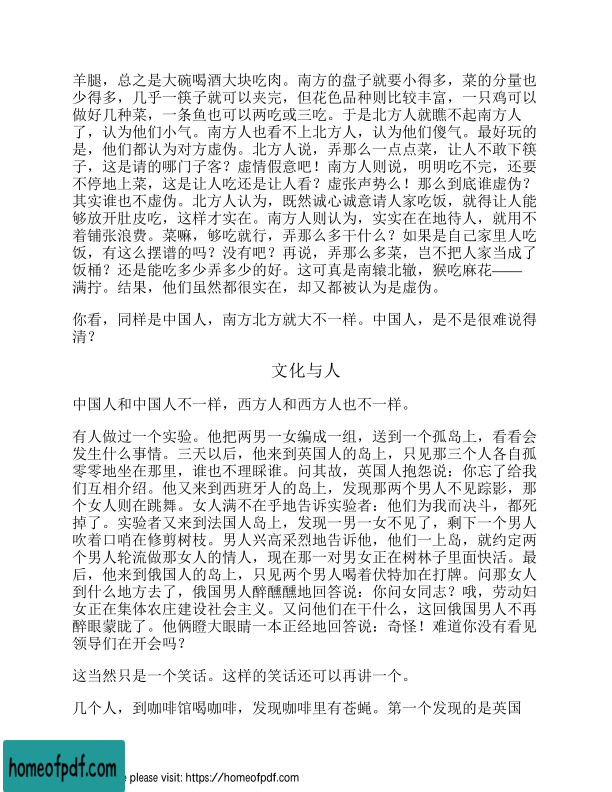 羊腿，总之是大碗喝酒大块吃肉。南方的盘子就要小得多，菜的分量也
少得多，几乎一筷子就可以夹完，但花色品种则比较丰富，一只鸡可以
做好几种菜，一条鱼也可以两吃或三吃。于是北方人就瞧不起南方人
了，认为他们小气。南方人也看不上北方人，认为他们傻气。最好玩的
是，他们都认为对方虚伪。北方人说，弄那么一点点菜，让人不敢下筷
子，这是请的哪门子客？虚情假意吧！南方人则说，明明吃不完，还要
不停地上菜，这是让人吃还是让人看？虚张声势么！那么到底谁虚伪？
其实谁也不虚伪。北方人认为，既然诚心诚意请人家吃饭，就得让人能
够放开肚皮吃，这样才实在。南方人则认为，实实在在地待人，就用不
着铺张浪费。菜嘛，够吃就行，弄那么多干什么？如果是自己家里人吃
饭，有这么摆谱的吗？没有吧？再说，弄那么多菜，岂不把人家当成了
饭桶？还是能吃多少弄多少的好。这可真是南辕北辙，猴吃麻花——
满拧。结果，他们虽然都很实在，却又都被认为是虚伪。
你看，同样是中国人，南方北方就大不一样。中国人，是不是很难说得
清？
文化与人
中国人和中国人不一样，西方人和西方人也不一样。
有人做过一个实验。他把两男一女编成一组，送到一个孤岛上，看看会
发生什么事情。三天以后，他来到英国人的岛上，只见那三个人各自孤
零零地坐在那里，谁也不理睬谁。问其故，英国人抱怨说：你忘了给我
们互相介绍。他又来到西班牙人的岛上，发现那两个男人不见踪影，那
个女人则在跳舞。女人满不在乎地告诉实验者：他们为我而决斗，都死
掉了。实验者又来到法国人岛上，发现一男一女不见了，剩下一个男人
吹着口哨在修剪树枝。男人兴高采烈地告诉他，他们一上岛，就约定两
个男人轮流做那女人的情人，现在那一对男女正在树林子里面快活。最
后，他来到俄国人的岛上，只见两个男人喝着伏特加在打牌。问那女人
到什么地方去了，俄国男人醉醺醺地回答说：你问女同志？哦，劳动妇
女正在集体农庄建设社会主义。又问他们在干什么，这回俄国男人不再
醉眼蒙眬了。他俩瞪大眼睛一本正经地回答说：奇怪！难道你没有看见
领导们在开会吗？
这当然只是一个笑话。这样的笑话还可以再讲一个。
几个人，到咖啡馆喝咖啡，发现咖啡里有苍蝇。第一个发现的是英国
homeofpdf.com
please visit: https://homeofpdf.com